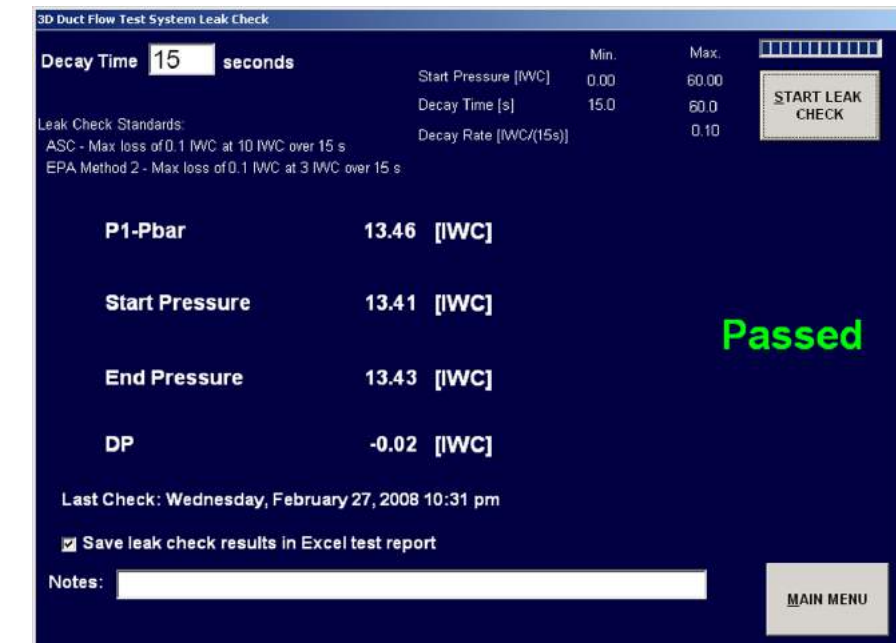 3D Duct Flow Test System Leak Check
Decay Time 15 seconds
Min. Max.
Start Pressure [IWC] 0.00 60.00
Decay Time [s] 15.0 60.0
Decay Rate [IWC/(15s)] 0.10
START LEAK
CHECK
Leak Check Standards:
ASC - Max loss of 0.1 IWC at 10 IWC over 15 s
EPA Method 2 - Max loss of 0.1 IWC at 3 IWC over 15 s
P1-Pbar 13.46 [IWC]
Start Pressure 13.41 [IWC]
Passed
End Pressure 13.43 [IWC]
DP -0.02 [IWC]
Last Check: Wednesday, February 27, 2008 10:31 pm
Save leak check results in Excel test report
Notes:
MAIN MENU